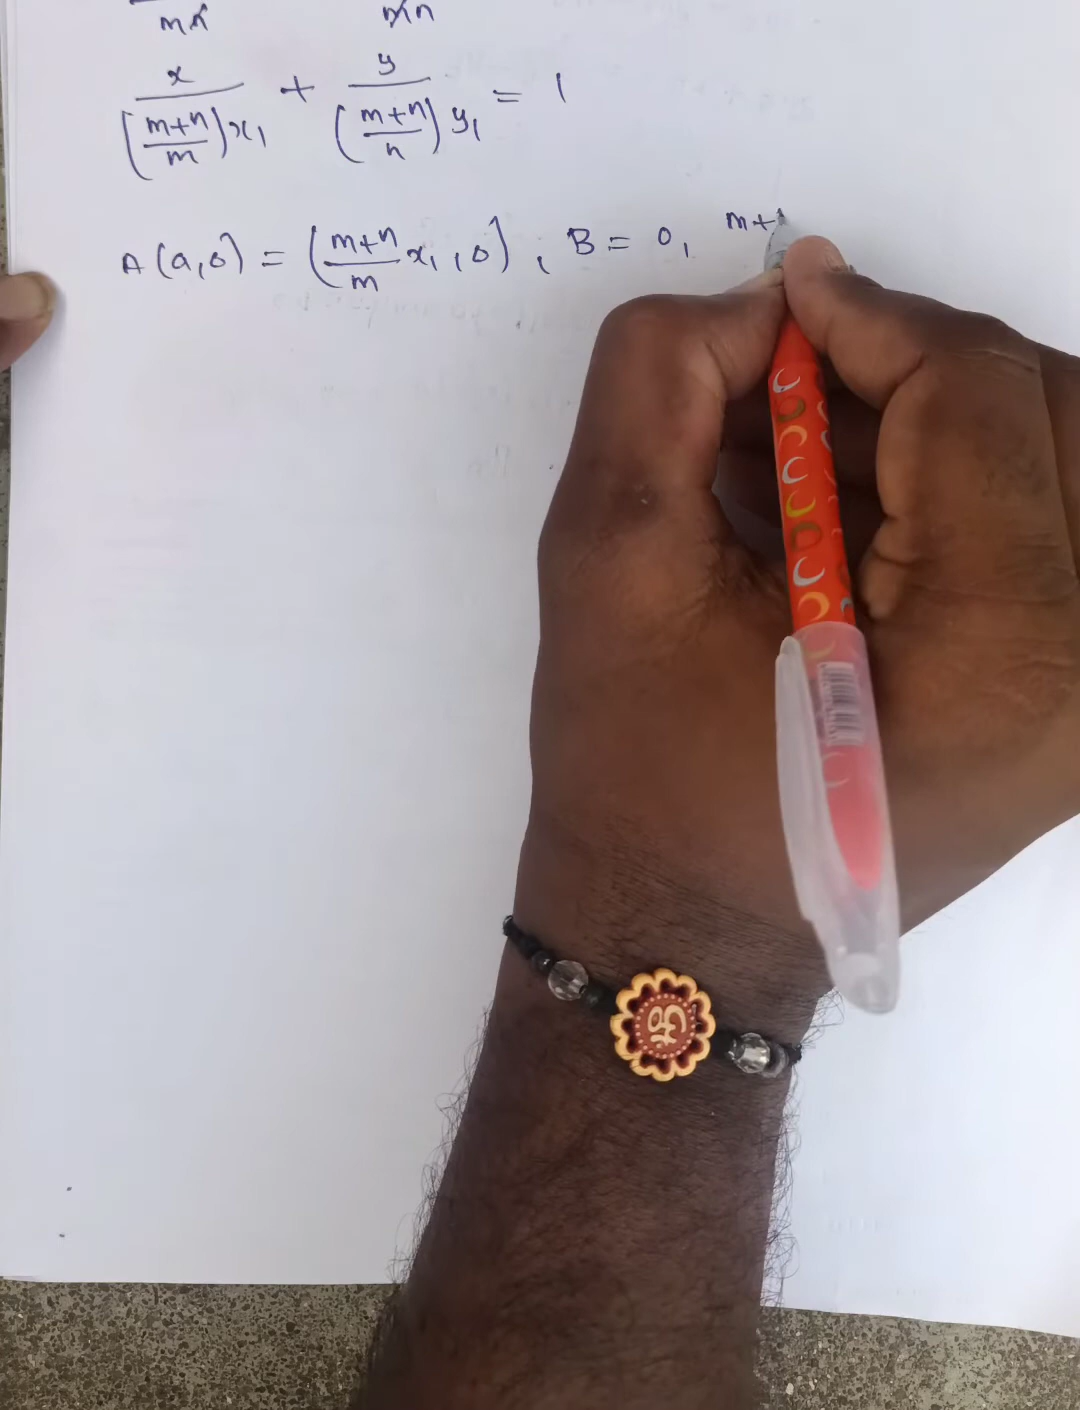 mn mn
x/((m+n)/m)x₁ + y/((m+n)/n)y₁ = 1
A(a,0) = ((m+n)/m x₁, 0), B = 0, m+
ॐ